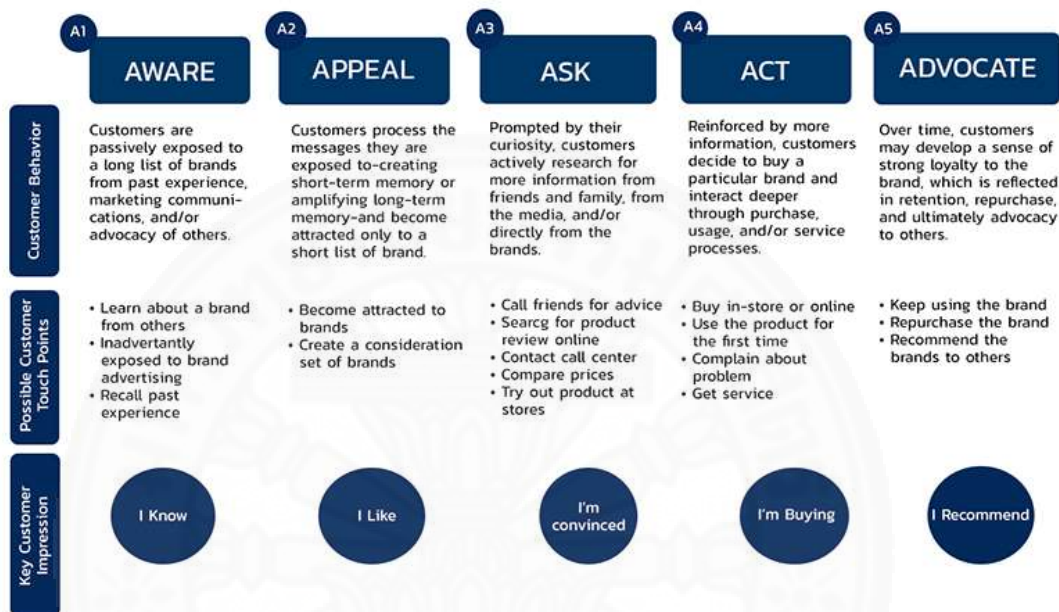 A1
AWARE
A2
APPEAL
A3
ASK
A4
ACT
A5
ADVOCATE
Customer Behavior
Customers are
passively exposed to
a long list of brands
from past experience,
marketing communi-
cations, and/or
advocacy of others.
Customers process the
messages they are
exposed to-creating
short-term memory or
amplifying long-term
memory-and become
attracted only to a
short list of brand.
Prompted by their
curiosity, customers
actively research for
more information from
friends and family, from
the media, and/or
directly from the
brands.
Reinforced by more
information, customers
decide to buy a
particular brand and
interact deeper
through purchase,
usage, and/or service
processes.
Over time, customers
may develop a sense of
strong loyalty to the
brand, which is reflected
in retention, repurchase,
and ultimately advocacy
to others.
Possible Customer
Touch Points
• Learn about a brand
from others
• Inadvertantly
exposed to brand
advertising
• Recall past
experience
• Become attracted to
brands
• Create a consideration
set of brands
• Call friends for advice
• Searcg for product
review online
• Contact call center
• Compare prices
• Try out product at
stores
• Buy in-store or online
• Use the product for
the first time
• Complain about
problem
• Get service
• Keep using the brand
• Repurchase the brand
• Recommend the
brands to others
Key Customer
Impression
I Know
I Like
I'm
convinced
I'm Buying
I Recommend